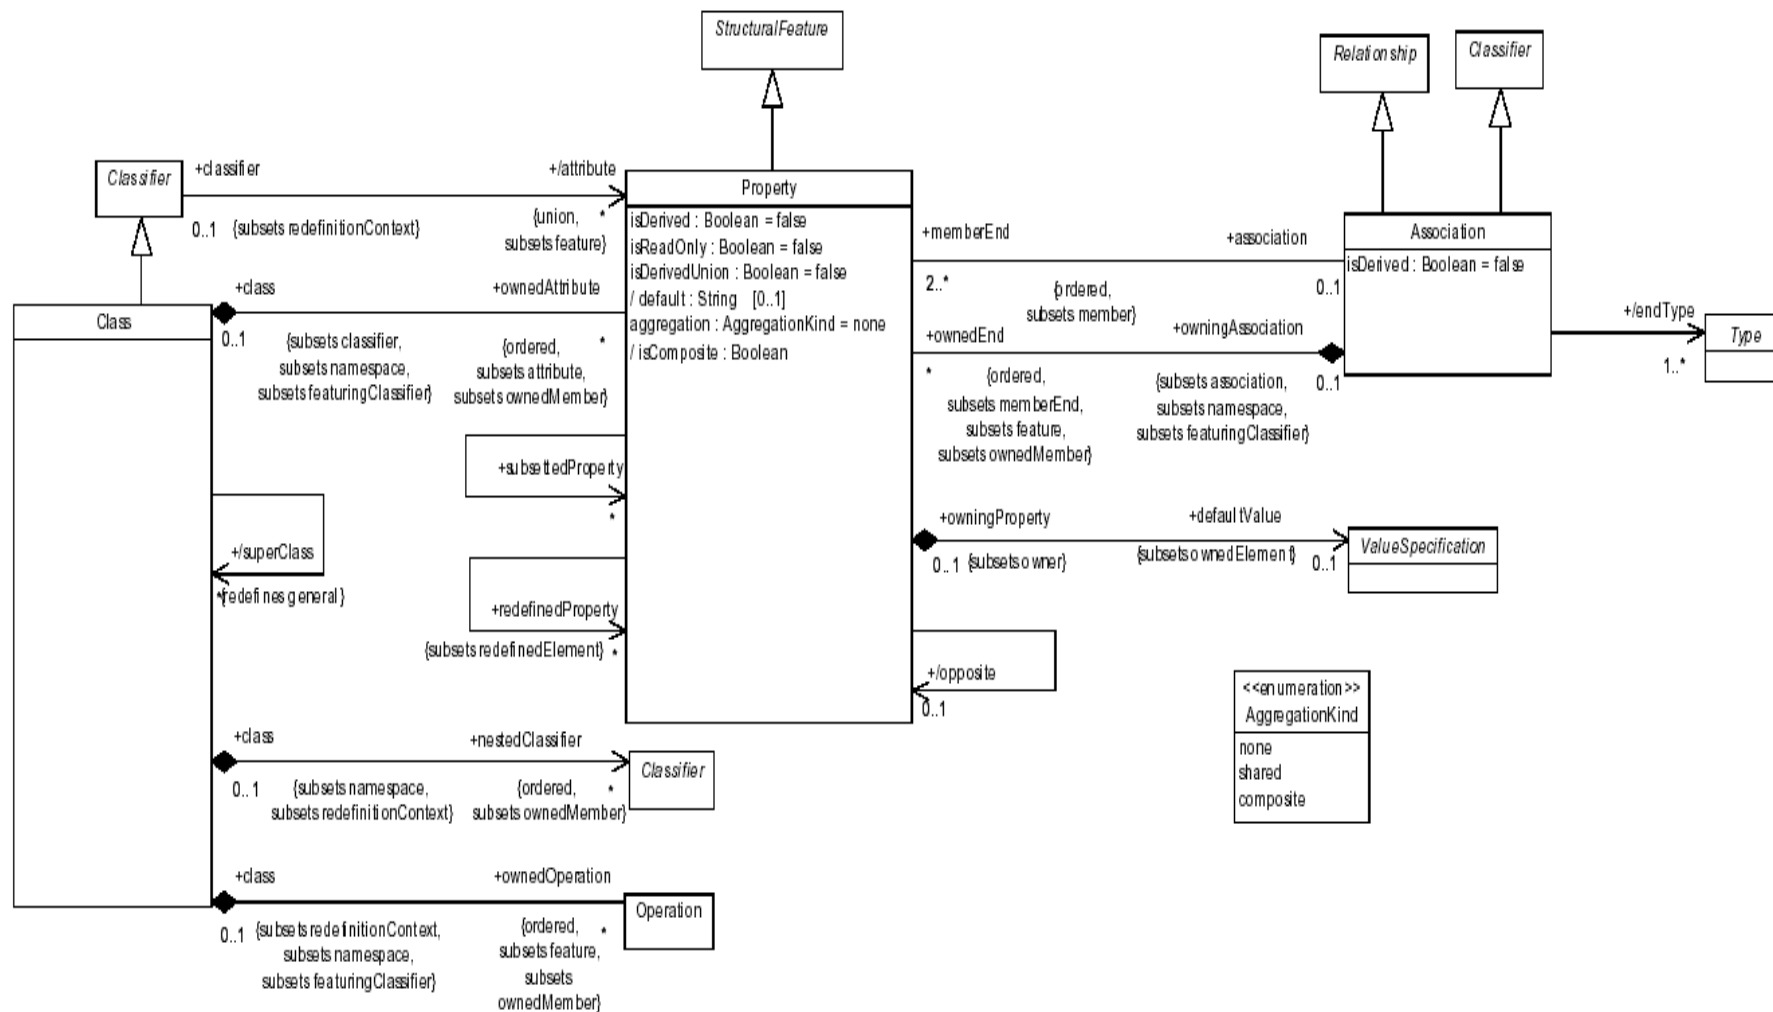 StructuralFeature
Relationship
Classifier
Classifier
+classifier
+/attribute
0..1
{subsets redefinitionContext}
{union,
subsets feature}
*
Property
isDerived : Boolean = false
isReadOnly : Boolean = false
isDerivedUnion : Boolean = false
/ default : String [0..1]
aggregation : AggregationKind = none
/ isComposite : Boolean
+memberEnd
+association
2..*
{ordered,
subsets member}
0..1
Association
isDerived : Boolean = false
+/endType
1..*
Type
Class
+class
+ownedAttribute
0..1
{subsets classifier,
subsets namespace,
subsets featuringClassifier}
{ordered,
subsets attribute,
subsets ownedMember}
*
+ownedEnd
+owningAssociation
*
{ordered,
subsets memberEnd,
subsets feature,
subsets ownedMember}
{subsets association,
subsets namespace,
subsets featuringClassifier}
0..1
+subsettedProperty
*
+/superClass
*
{redefines general}
+redefinedProperty
{subsets redefinedElement}
*
+owningProperty
+defaultValue
0..1
{subsets owner}
{subsets ownedElement}
0..1
ValueSpecification
+/opposite
0..1
<<enumeration>>
AggregationKind
none
shared
composite
+class
+nestedClassifier
0..1
{subsets namespace,
subsets redefinitionContext}
{ordered,
subsets ownedMember}
*
Classifier
+class
+ownedOperation
0..1
{subsets redefinitionContext,
subsets namespace,
subsets featuringClassifier}
{ordered,
subsets feature,
subsets
ownedMember}
*
Operation